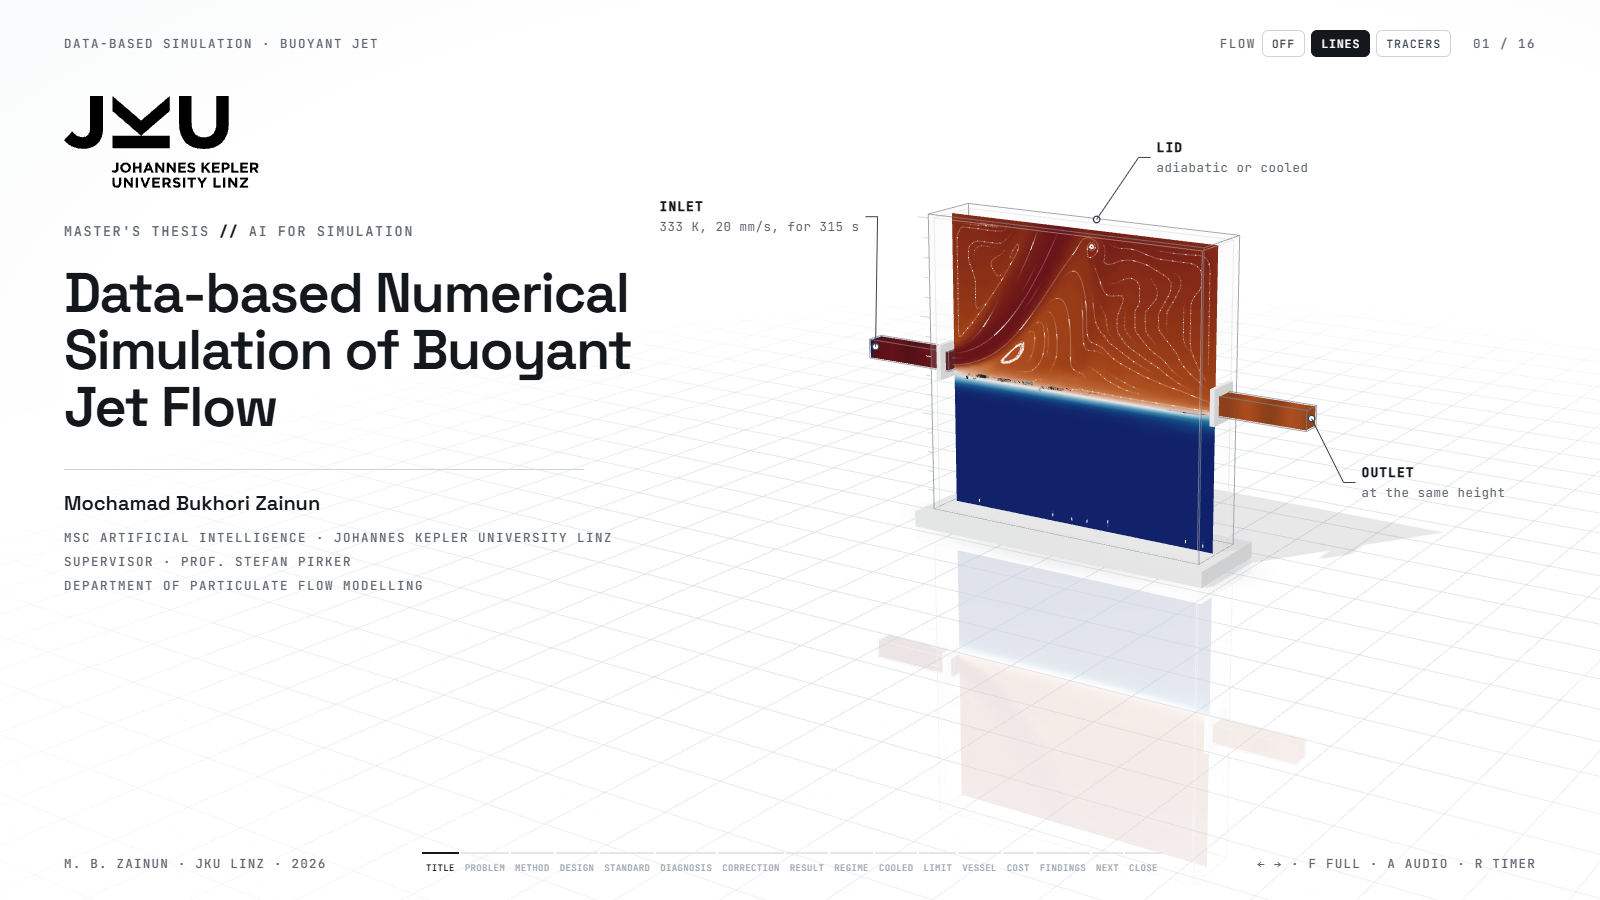 DATA-BASED SIMULATION · BUOYANT JET
FLOW OFF LINES TRACERS 01 / 16
JKU
JOHANNES KEPLER
UNIVERSITY LINZ
MASTER'S THESIS // AI FOR SIMULATION
Data-based Numerical
Simulation of Buoyant
Jet Flow
Mochamad Bukhori Zainun
MSC ARTIFICIAL INTELLIGENCE · JOHANNES KEPLER UNIVERSITY LINZ
SUPERVISOR · PROF. STEFAN PIRKER
DEPARTMENT OF PARTICULATE FLOW MODELLING
LID
adiabatic or cooled
INLET
333 K, 20 mm/s, for 315 s
OUTLET
at the same height
M. B. ZAINUN · JKU LINZ · 2026
TITLE PROBLEM METHOD DESIGN STANDARD DIAGNOSIS CORRECTION RESULT REGIME COOLED LIMIT VESSEL COST FINDINGS NEXT CLOSE
← → · F FULL · A AUDIO · R TIMER